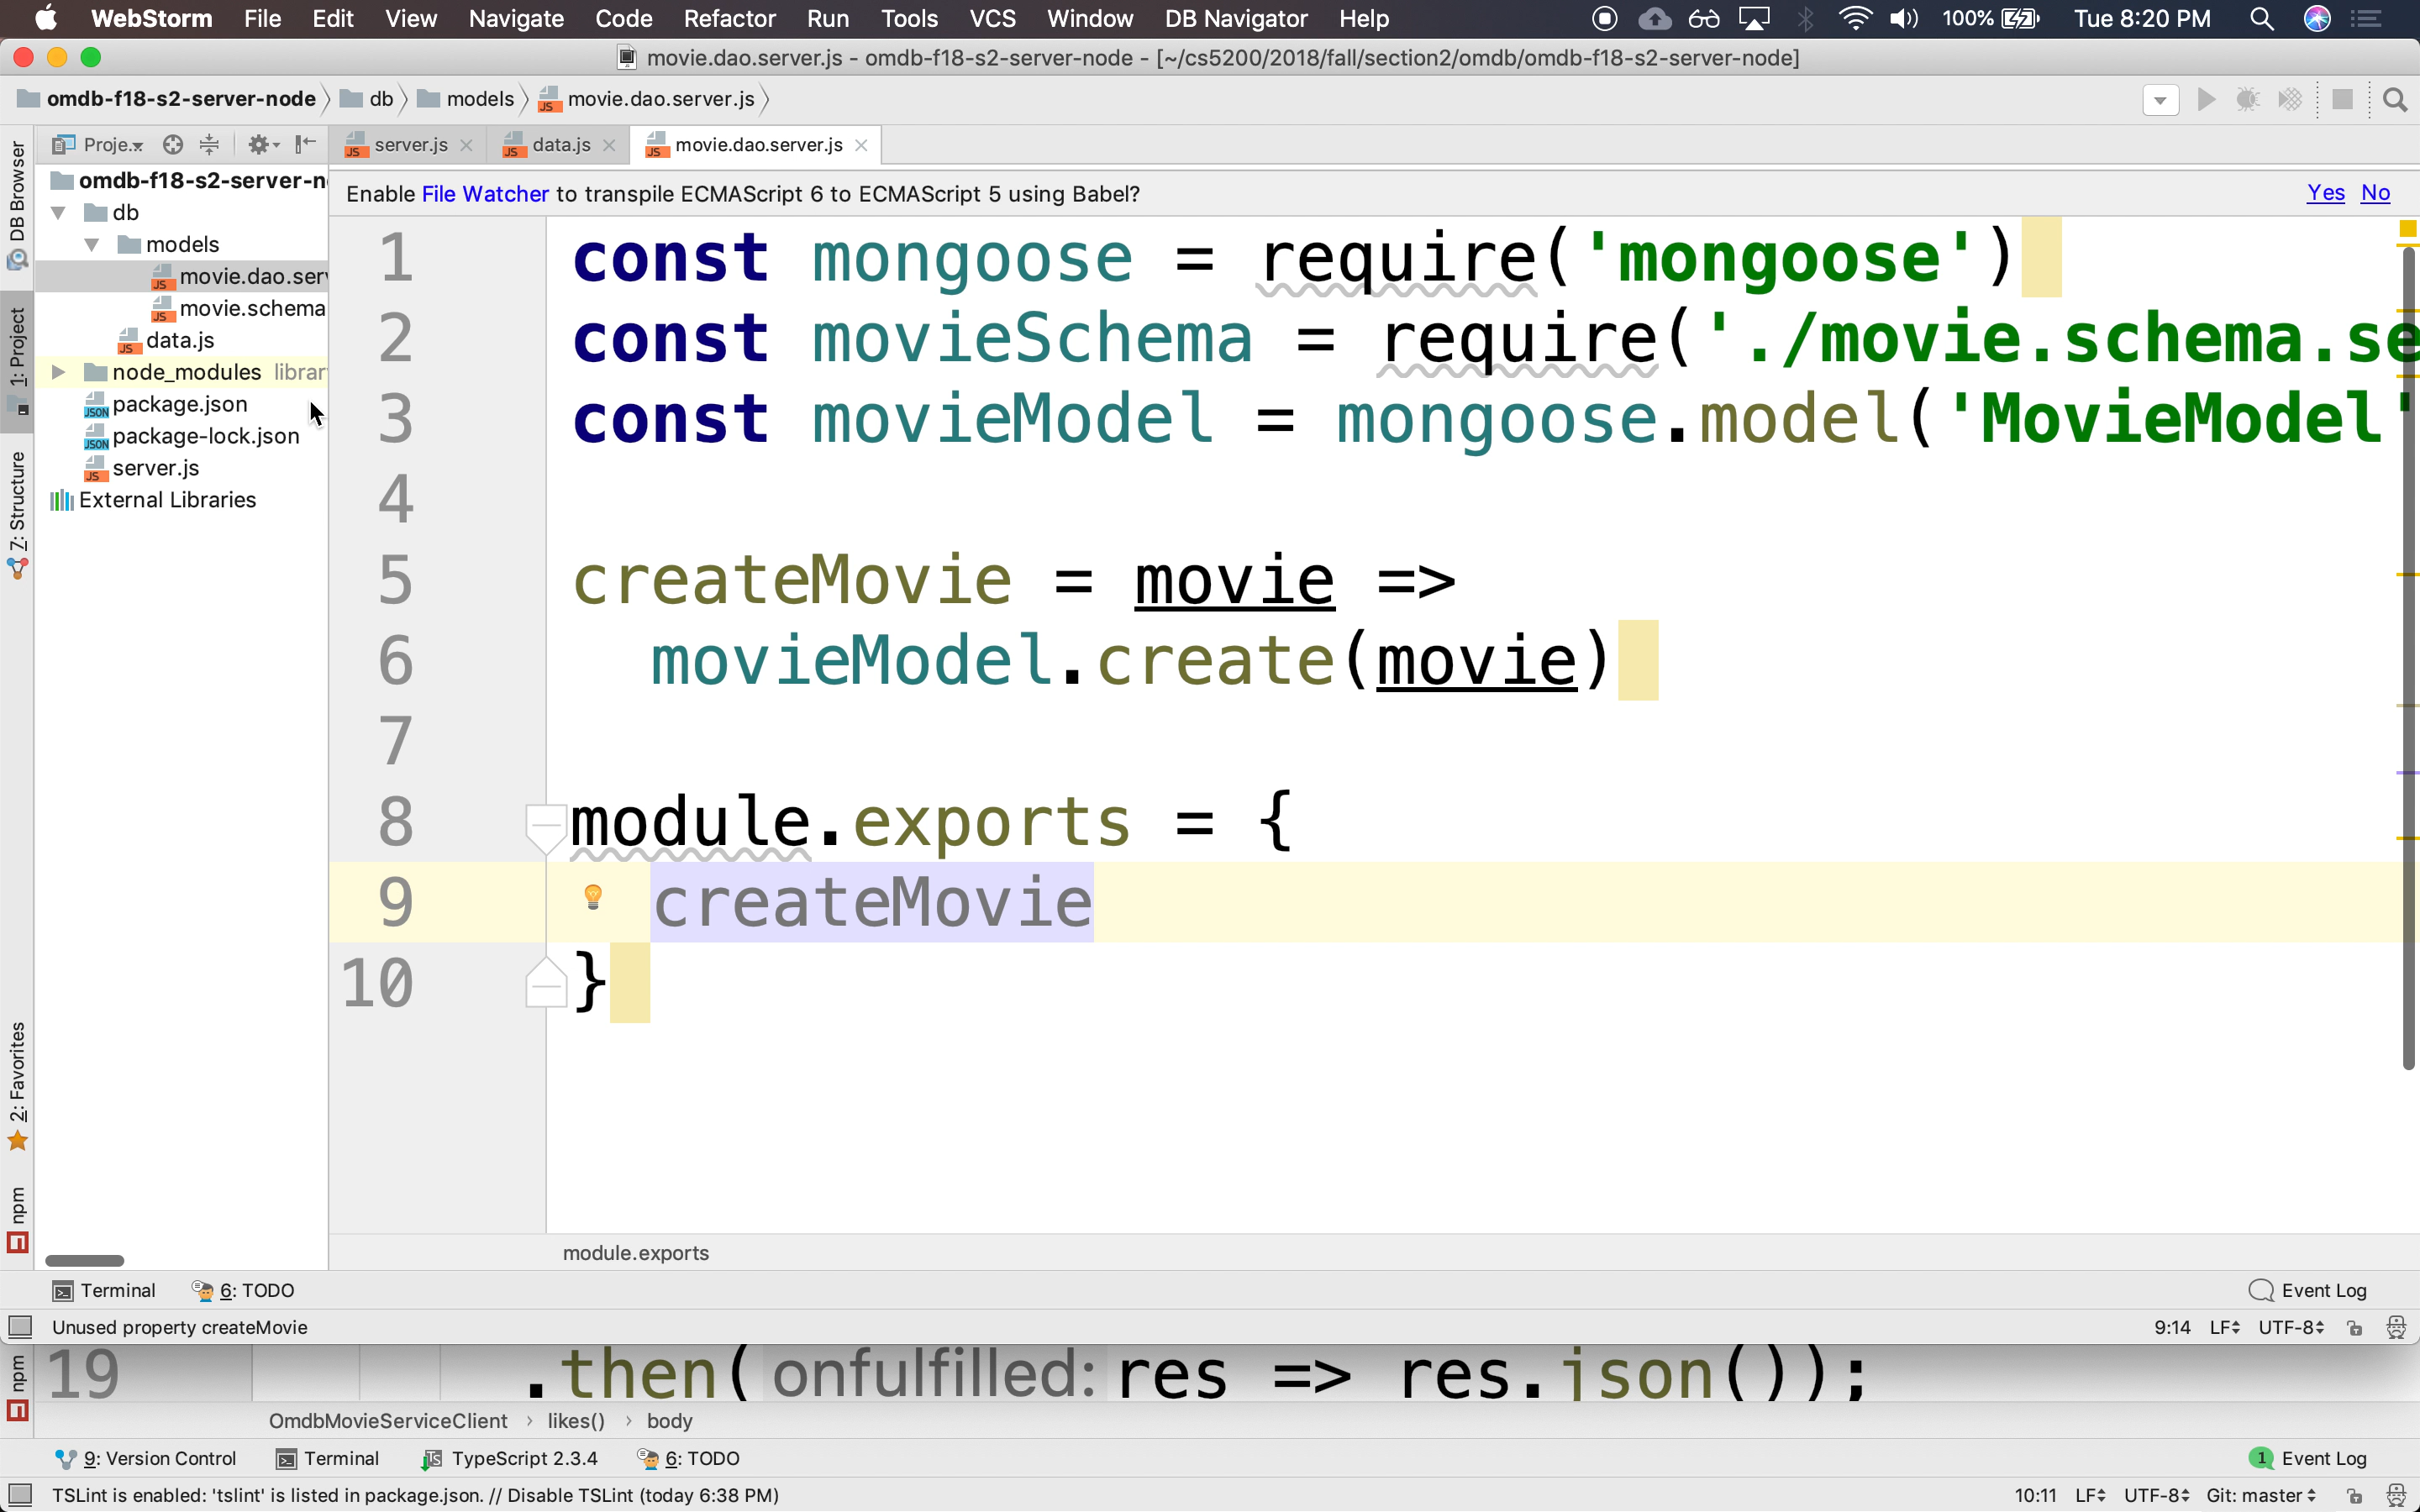 WebStorm File Edit View Navigate Code Refactor Run Tools VCS Window DB Navigator Help 100% Tue 8:20 PM
movie.dao.server.js - omdb-f18-s2-server-node - [~/cs5200/2018/fall/section2/omdb/omdb-f18-s2-server-node]
omdb-f18-s2-server-node db models movie.dao.server.js
Proje... server.js data.js movie.dao.server.js
DB Browser
1: Project
7: Structure
2: Favorites
npm
omdb-f18-s2-server-n
db
models
movie.dao.ser
movie.schema
data.js
node_modules librar
package.json
package-lock.json
server.js
External Libraries
Enable File Watcher to transpile ECMAScript 6 to ECMAScript 5 using Babel? Yes No
1 const mongoose = require('mongoose')
2 const movieSchema = require('./movie.schema.se
3 const movieModel = mongoose.model('MovieModel'
4
5 createMovie = movie =>
6 movieModel.create(movie)
7
8 module.exports = {
9 createMovie
10 }
module.exports
Terminal 6: TODO Event Log
Unused property createMovie 9:14 LF UTF-8
npm
19 .then( onfulfilled: res => res.json());
OmdbMovieServiceClient › likes() › body
9: Version Control Terminal TypeScript 2.3.4 6: TODO 1 Event Log
TSLint is enabled: 'tslint' is listed in package.json. // Disable TSLint (today 6:38 PM) 10:11 LF UTF-8 Git: master